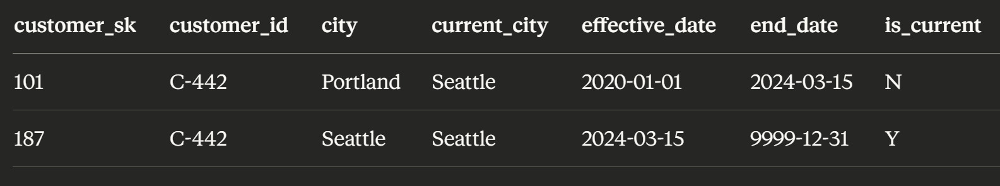 customer_sk customer_id city current_city effective_date end_date is_current
101 C-442 Portland Seattle 2020-01-01 2024-03-15 N
187 C-442 Seattle Seattle 2024-03-15 9999-12-31 Y